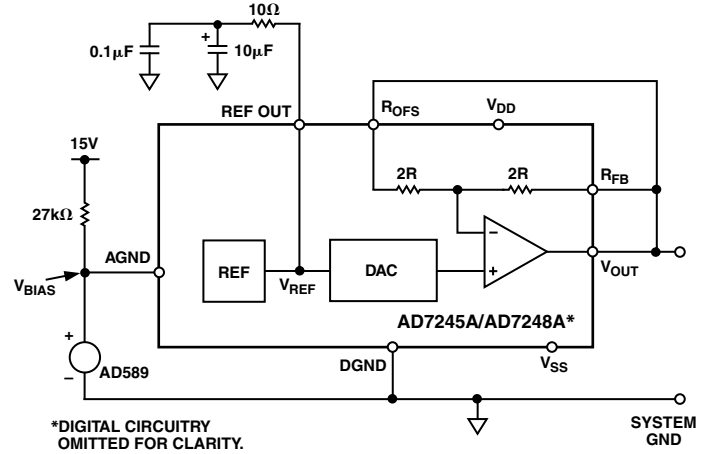 10Ω
0.1μF
+
10μF
REF OUT
R_OFS
V_DD
15V
2R
2R
R_FB
27kΩ
AGND
REF
V_REF
DAC
–
+
V_OUT
V_BIAS
AD7245A/AD7248A*
+
–
AD589
DGND
V_SS
*DIGITAL CIRCUITRY
OMITTED FOR CLARITY.
SYSTEM
GND